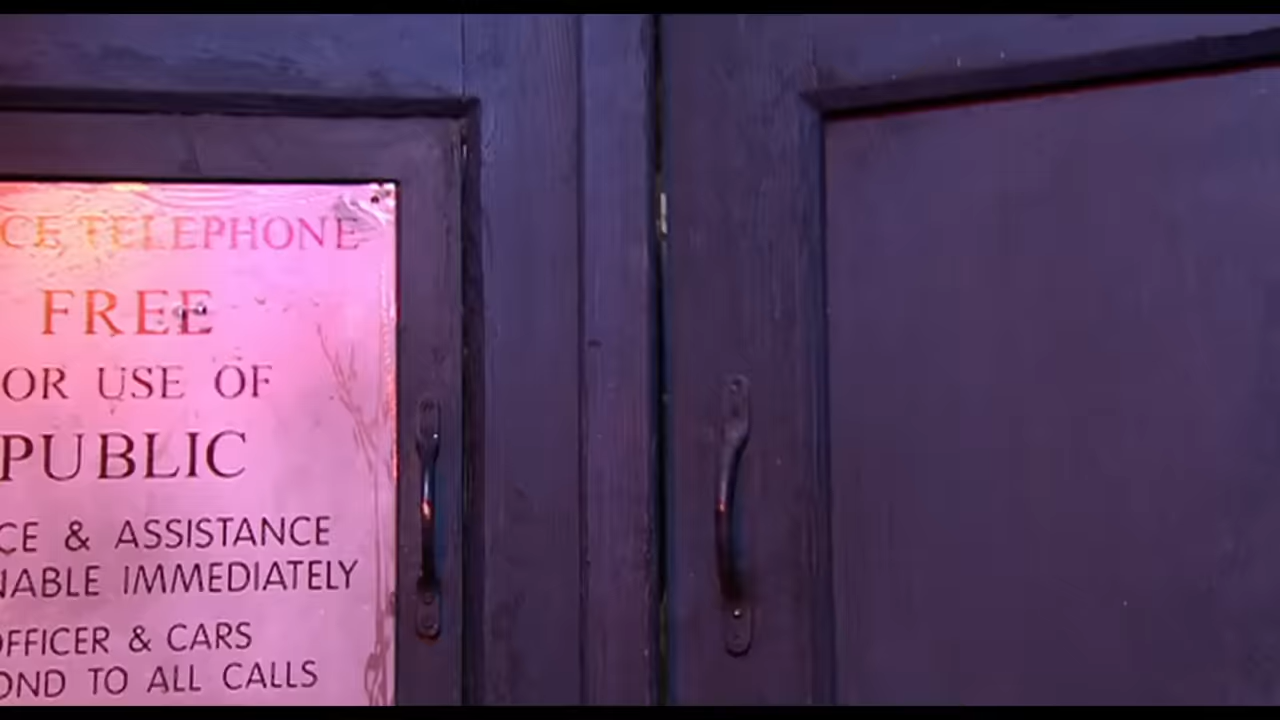 CE TELEPHONE
FREE
OR USE OF
PUBLIC
CE & ASSISTANCE
NABLE IMMEDIATELY
OFFICER & CARS
OND TO ALL CALLS